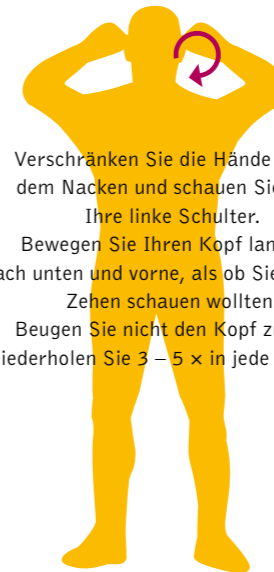 Verschränken Sie die Hände
dem Nacken und schauen Sie
Ihre linke Schulter.
Bewegen Sie Ihren Kopf lan
ach unten und vorne, als ob Sie
Zehen schauen wollten
Beugen Sie nicht den Kopf z
iederholen Sie 3 – 5 × in jede